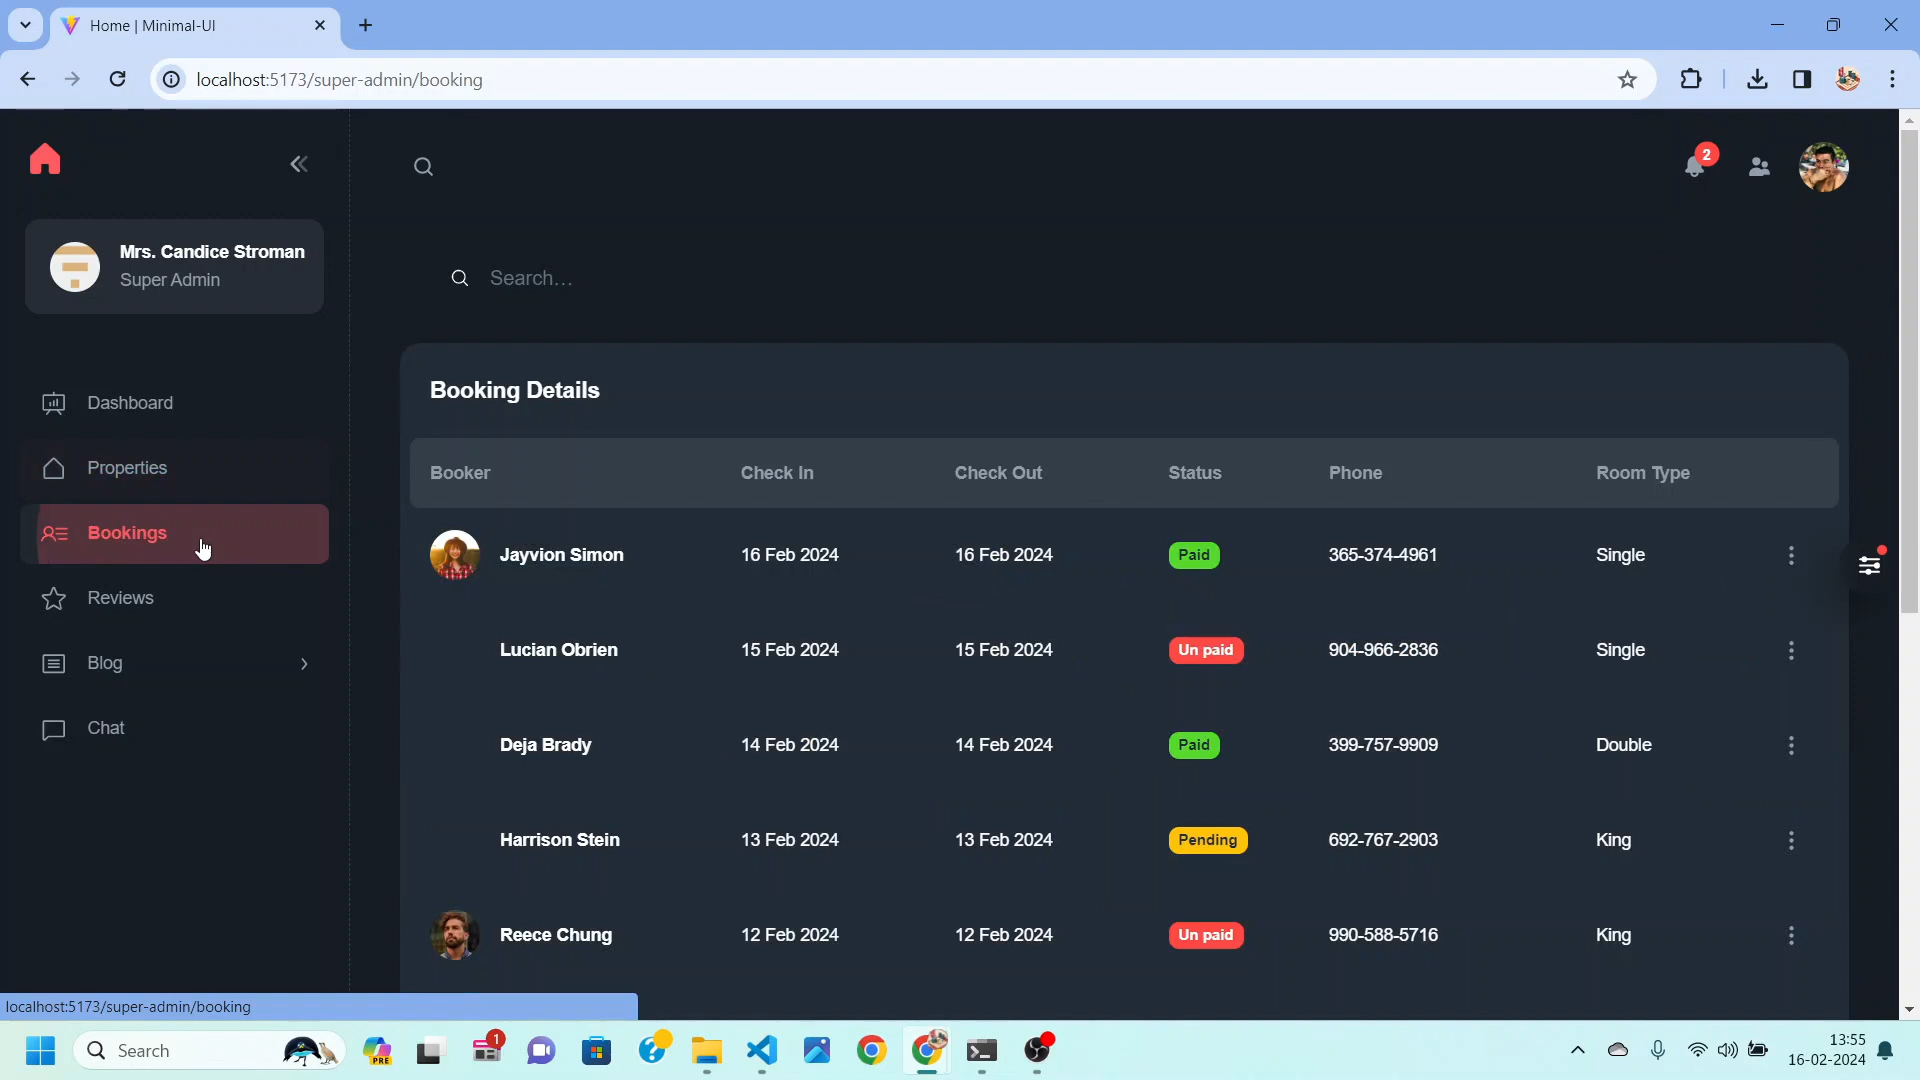 Home | Minimal-UI
localhost:5173/super-admin/booking
2
Mrs. Candice Stroman
Super Admin
Search...
Dashboard
Properties
Bookings
Reviews
Blog
Chat
Booking Details
Booker Check In Check Out Status Phone Room Type
Jayvion Simon 16 Feb 2024 16 Feb 2024 Paid 365-374-4961 Single
Lucian Obrien 15 Feb 2024 15 Feb 2024 Un paid 904-966-2836 Single
Deja Brady 14 Feb 2024 14 Feb 2024 Paid 399-757-9909 Double
Harrison Stein 13 Feb 2024 13 Feb 2024 Pending 692-767-2903 King
Reece Chung 12 Feb 2024 12 Feb 2024 Un paid 990-588-5716 King
localhost:5173/super-admin/booking
Search
PRE
1
13:55
16-02-2024